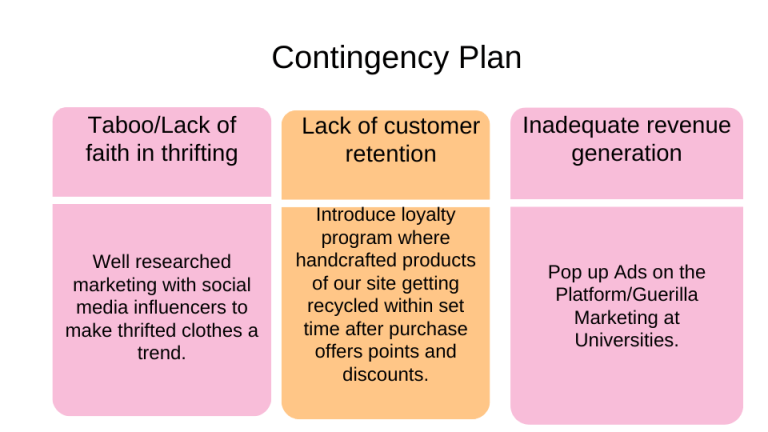 Contingency Plan
Taboo/Lack of
faith in thrifting
Well researched
marketing with social
media influencers to
make thrifted clothes a
trend.
Lack of customer
retention
Introduce loyalty
program where
handcrafted products
of our site getting
recycled within set
time after purchase
offers points and
discounts.
Inadequate revenue
generation
Pop up Ads on the
Platform/Guerilla
Marketing at
Universities.